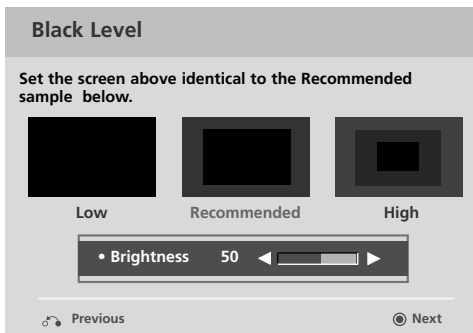 Black Level
Set the screen above identical to the Recommended
sample below.
Low Recommended High
• Brightness 50
Previous Next